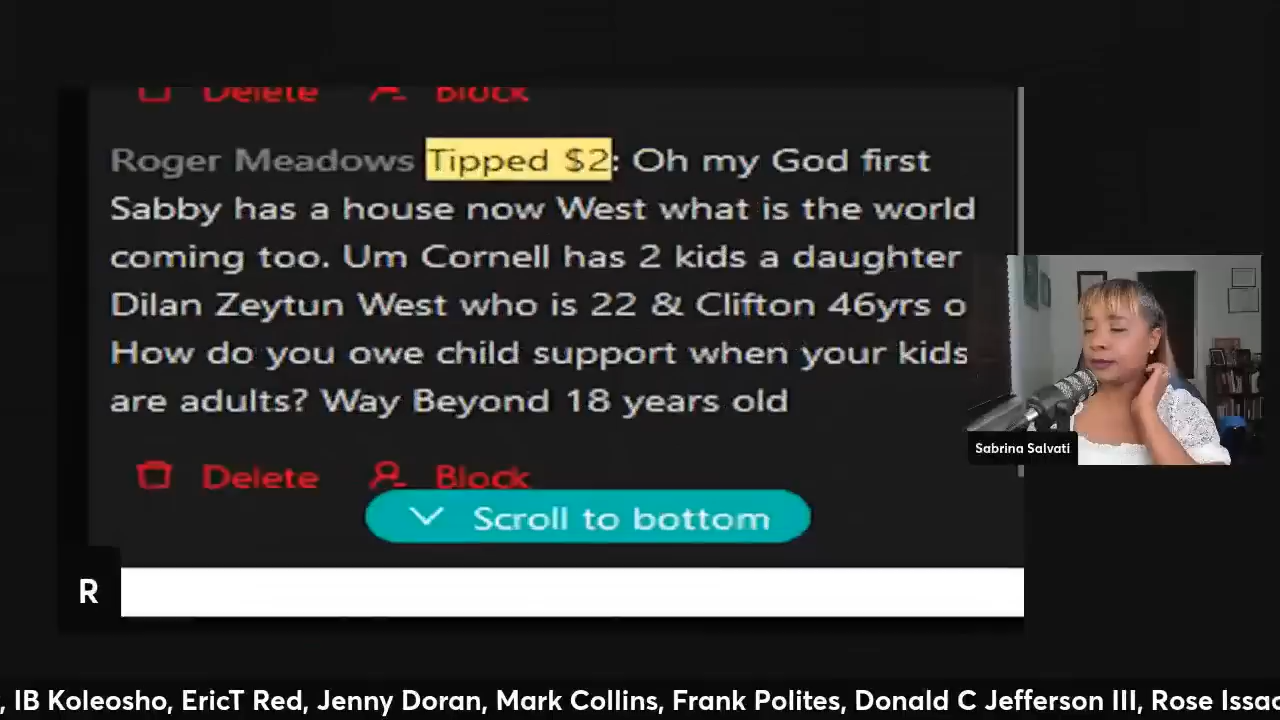 Delete Block
Roger Meadows Tipped $2: Oh my God first
Sabby has a house now West what is the world
coming too. Um Cornell has 2 kids a daughter
Dilan Zeytun West who is 22 & Clifton 46yrs o
How do you owe child support when your kids
are adults? Way Beyond 18 years old
Delete Block
Scroll to bottom
Sabrina Salvati
R
, IB Koleosho, EricT Red, Jenny Doran, Mark Collins, Frank Polites, Donald C Jefferson III, Rose Issac